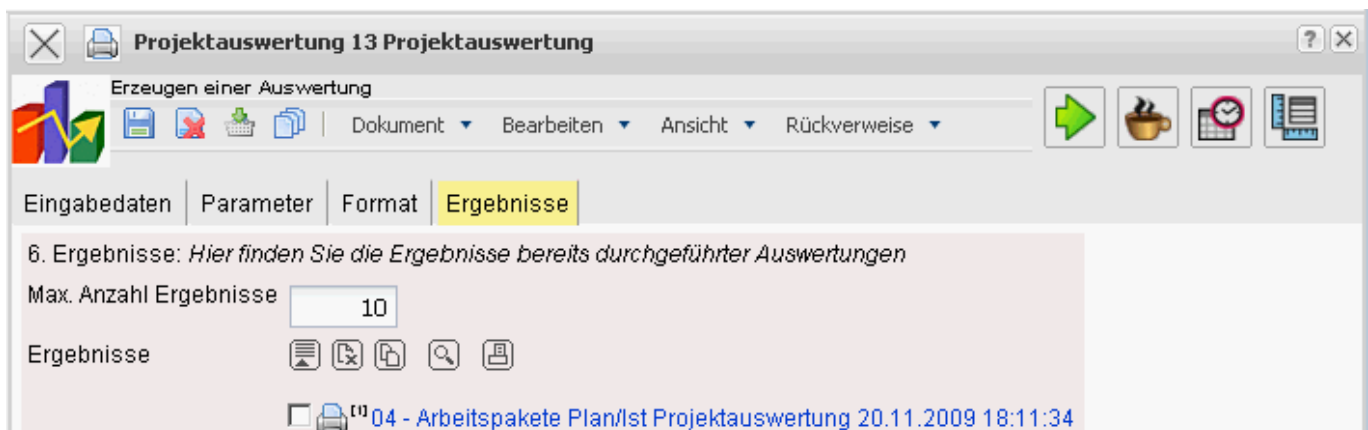 Projektauswertung 13 Projektauswertung ? X
Erzeugen einer Auswertung
Dokument Bearbeiten Ansicht Rückverweise
Eingabedaten Parameter Format Ergebnisse
6. Ergebnisse: Hier finden Sie die Ergebnisse bereits durchgeführter Auswertungen
Max. Anzahl Ergebnisse 10
Ergebnisse
[1] 04 - Arbeitspakete Plan/Ist Projektauswertung 20.11.2009 18:11:34